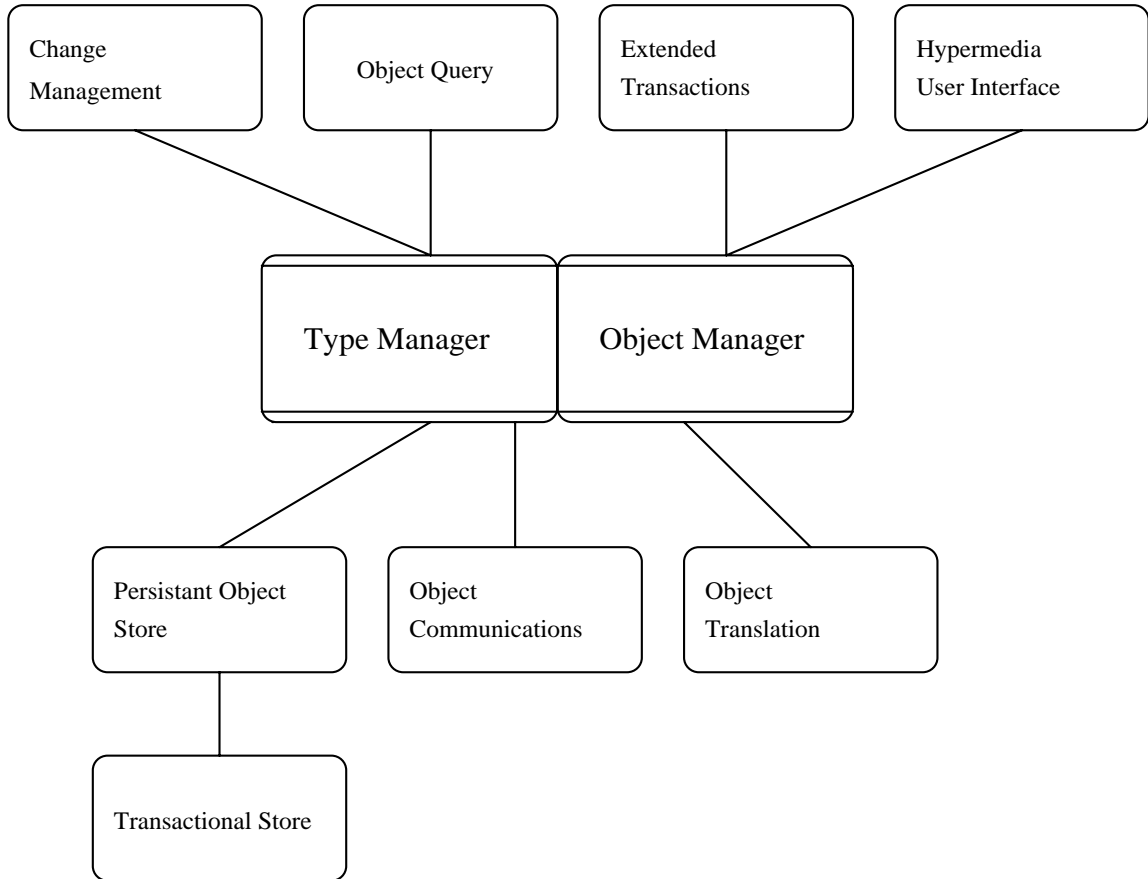 Change
Management
Object Query
Extended
Transactions
Hypermedia
User Interface
Type Manager
Object Manager
Persistant Object
Store
Object
Communications
Object
Translation
Transactional Store